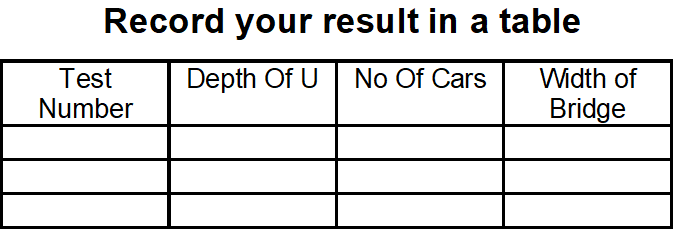 Record your result in a table
Test Depth Of U No Of Cars Width of
Number Bridge